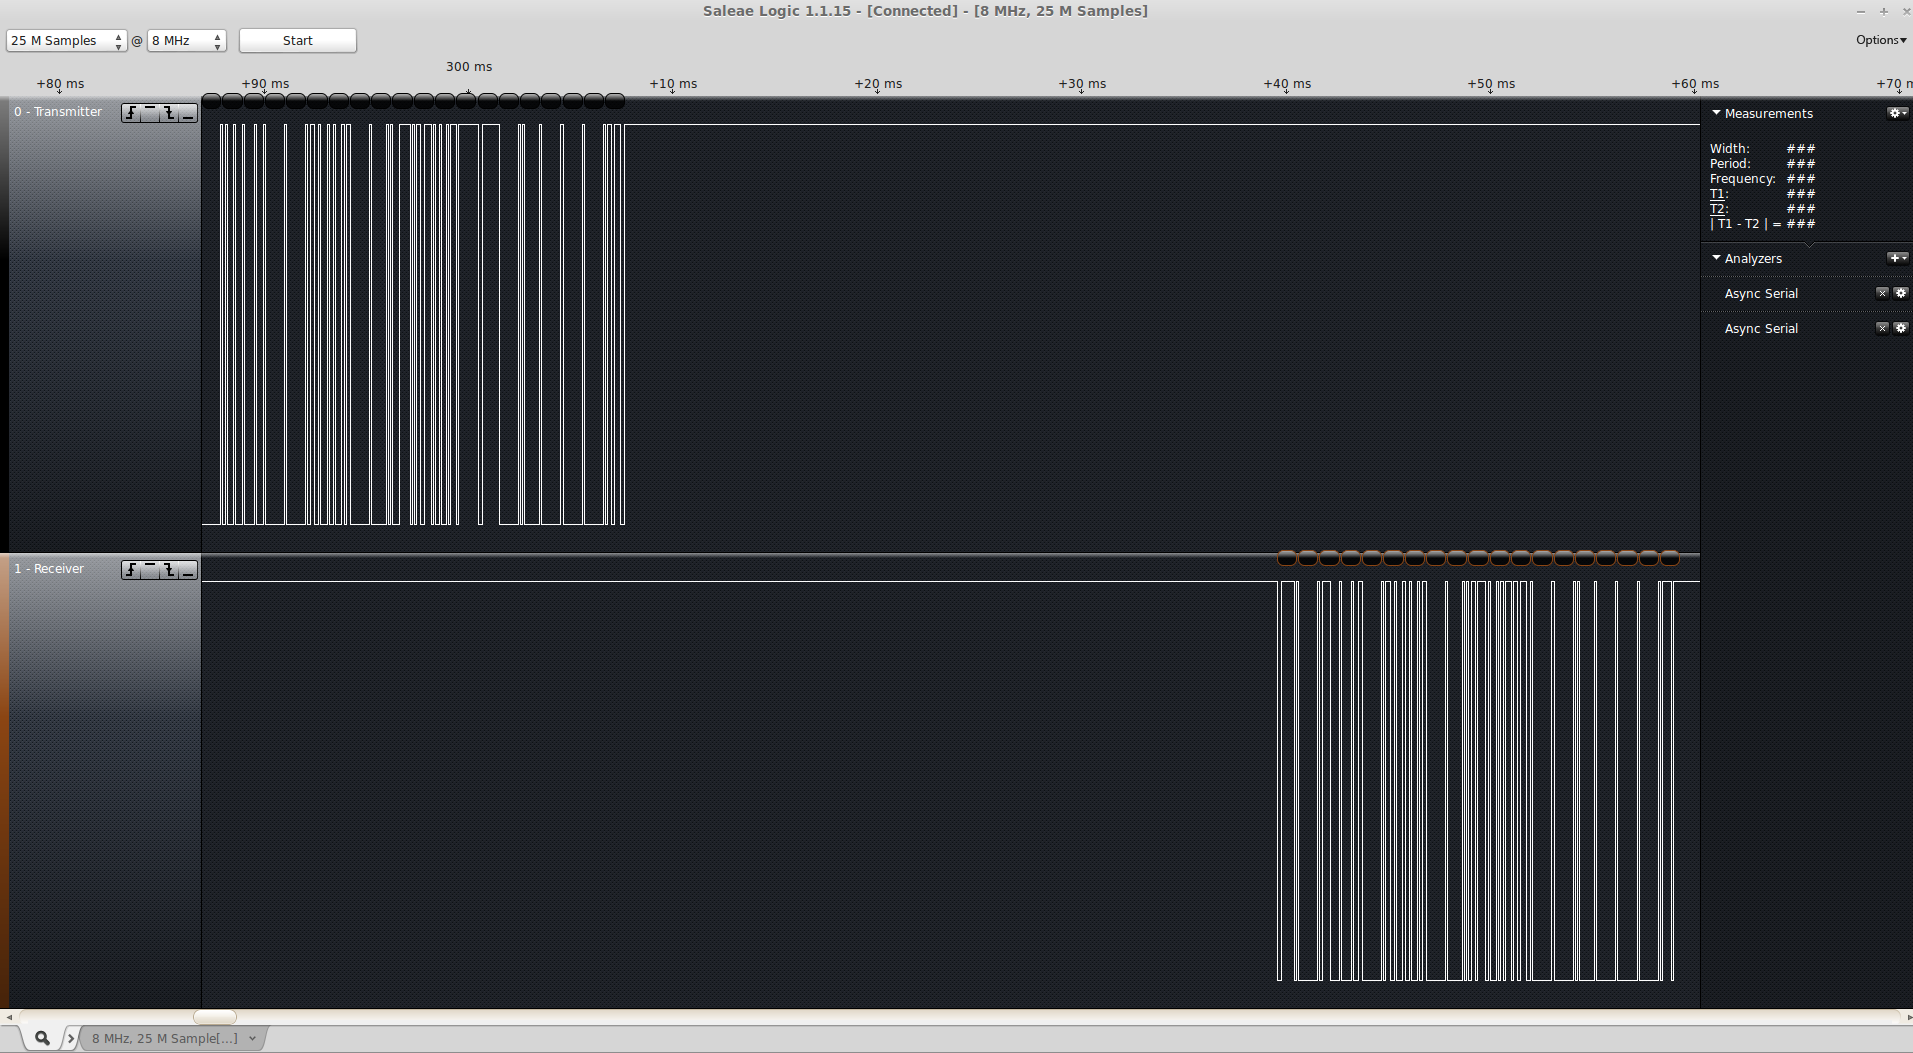 Saleae Logic 1.1.15 - [Connected] - [8 MHz, 25 M Samples]
25 M Samples @ 8 MHz Start Options
300 ms
+80 ms +90 ms +10 ms +20 ms +30 ms +40 ms +50 ms +60 ms +70 m
0 - Transmitter
Measurements
Width: ###
Period: ###
Frequency: ###
T1: ###
T2: ###
| T1 - T2 | = ###
Analyzers
Async Serial
Async Serial
1 - Receiver
8 MHz, 25 M Sample[...]